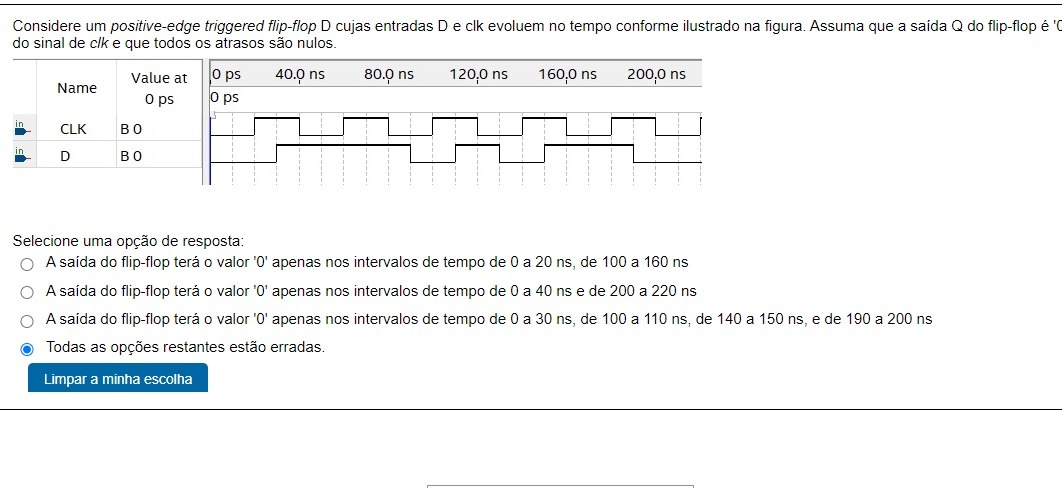 Considere um positive-edge triggered flip-flop D cujas entradas D e clk evoluem no tempo conforme ilustrado na figura. Assuma que a saída Q do flip-flop é '0
do sinal de clk e que todos os atrasos são nulos.
Name Value at 0 ps
0 ps 40.0 ns 80.0 ns 120.0 ns 160.0 ns 200.0 ns
0 ps
in CLK B 0
in D B 0
Selecione uma opção de resposta:
A saída do flip-flop terá o valor '0' apenas nos intervalos de tempo de 0 a 20 ns, de 100 a 160 ns
A saída do flip-flop terá o valor '0' apenas nos intervalos de tempo de 0 a 40 ns e de 200 a 220 ns
A saída do flip-flop terá o valor '0' apenas nos intervalos de tempo de 0 a 30 ns, de 100 a 110 ns, de 140 a 150 ns, e de 190 a 200 ns
Todas as opções restantes estão erradas.
Limpar a minha escolha